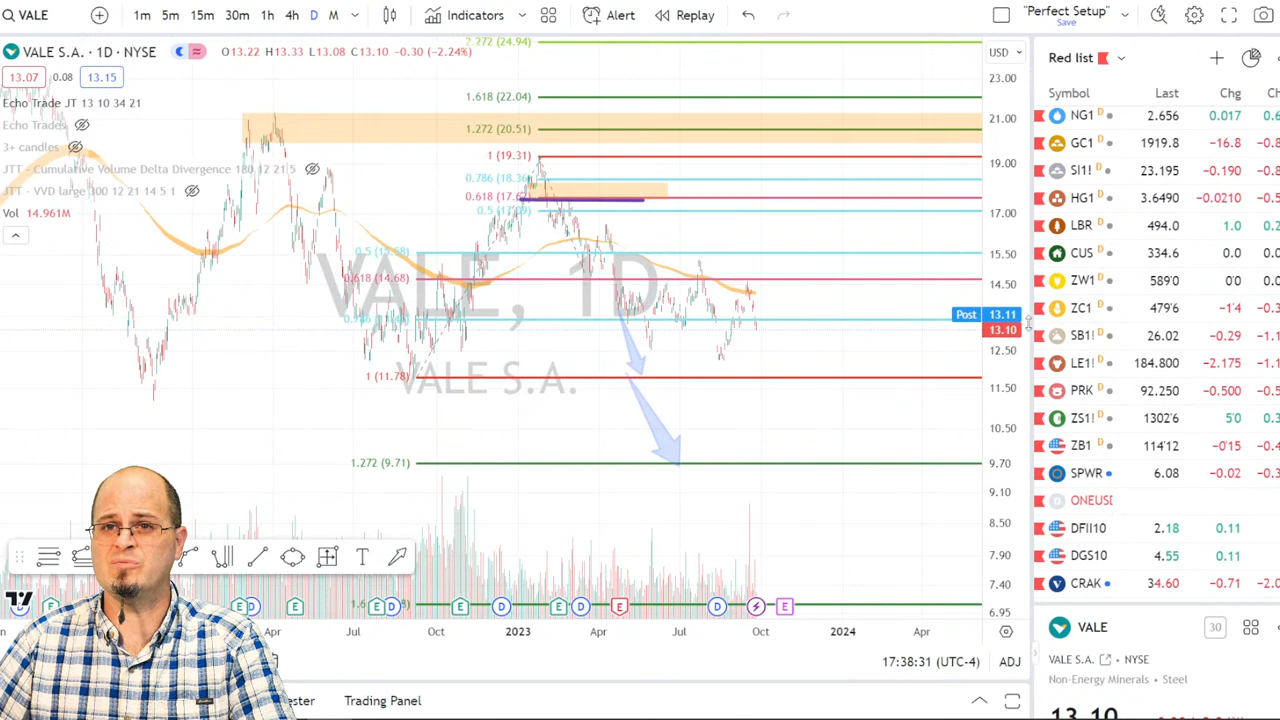 VALE
1m 5m 15m 30m 1h 4h D M Indicators Alert Replay
"Perfect Setup"
Save
VALE S.A. · 1D · NYSE O13.22 H13.33 L13.08 C13.10 -0.30 (-2.24%)
13.07 0.08 13.15
Echo Trade JT 13 10 34 21
Echo Trades
3+ candles
JTT - Cumulative Volume Delta Divergence 180 12 21 5
JTT - VVD large 300 12 21 14 5 1
Vol 14.961M
2.272 (24.94)
1.618 (22.04)
1.272 (20.51)
1 (19.31)
0.786 (18.36)
0.5 (15.58)
0.618 (14.68)
1 (11.78)
1.272 (9.71)
VALE, 1D
VALE S.A.
USD
23.00
21.00
19.00
17.00
15.50
14.50
Post 13.11
13.10
12.50
11.50
10.50
9.70
9.10
8.50
7.90
7.40
6.95
E D E E D E D E D E D E
Apr Jul Oct 2023 Apr Jul Oct 2024 Apr
17:38:31 (UTC-4) ADJ
Trading Panel
Red list
Symbol Last Chg
NG1 D 2.656 0.017
GC1 D 1919.8 -16.8
SI1! D 23.195 -0.190
HG1 D 3.6490 -0.0210
LBR D 494.0 1.0
CUS D 334.6 0.0
ZW1 D 589'0 0'0
ZC1 D 479'6 -1'4
SB1! D 26.02 -0.29
LE1! D 184.800 -2.175
PRK D 92.250 -0.500
ZS1! D 1302'6 5'0
ZB1 D 114'12 -0'15
SPWR 6.08 -0.02
ONEUSD
DFII10 2.18 0.11
DGS10 4.55 0.11
CRAK 34.60 -0.71
VALE 30
VALE S.A. NYSE
Non-Energy Minerals • Steel
13.10